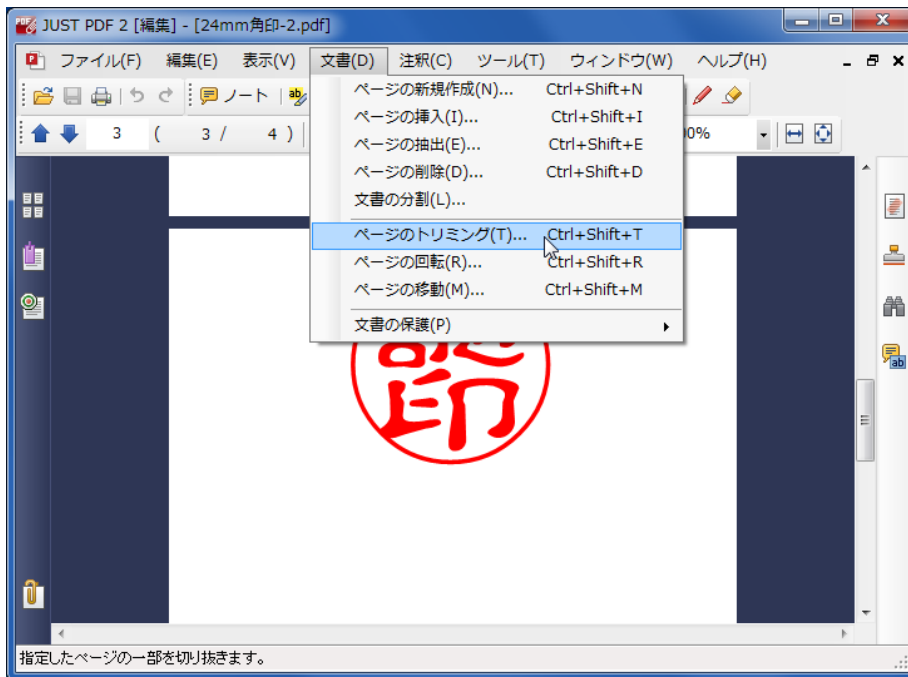 JUST PDF 2 [編集] - [24mm角印-2.pdf]
ファイル(F) 編集(E) 表示(V) 文書(D) 注釈(C) ツール(T) ウィンドウ(W) ヘルプ(H)
ノート ab
3 ( 3 / 4 ) 0%
ページの新規作成(N)... Ctrl+Shift+N
ページの挿入(I)... Ctrl+Shift+I
ページの抽出(E)... Ctrl+Shift+E
ページの削除(D)... Ctrl+Shift+D
文書の分割(L)...
ページのトリミング(T)... Ctrl+Shift+T
ページの回転(R)... Ctrl+Shift+R
ページの移動(M)... Ctrl+Shift+M
文書の保護(P)
ab
印
指定したページの一部を切り抜きます。